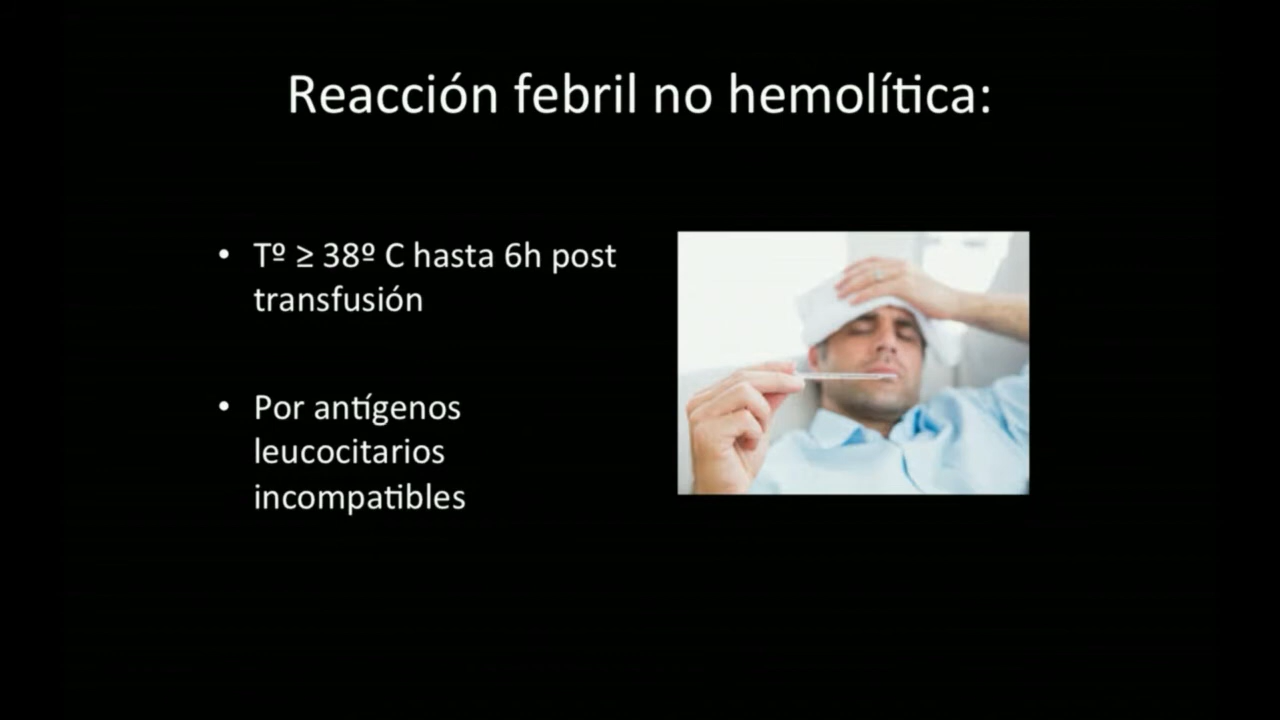 Reacción febril no hemolítica:
• Tº ≥ 38º C hasta 6h post
transfusión
• Por antígenos
leucocitarios
incompatibles